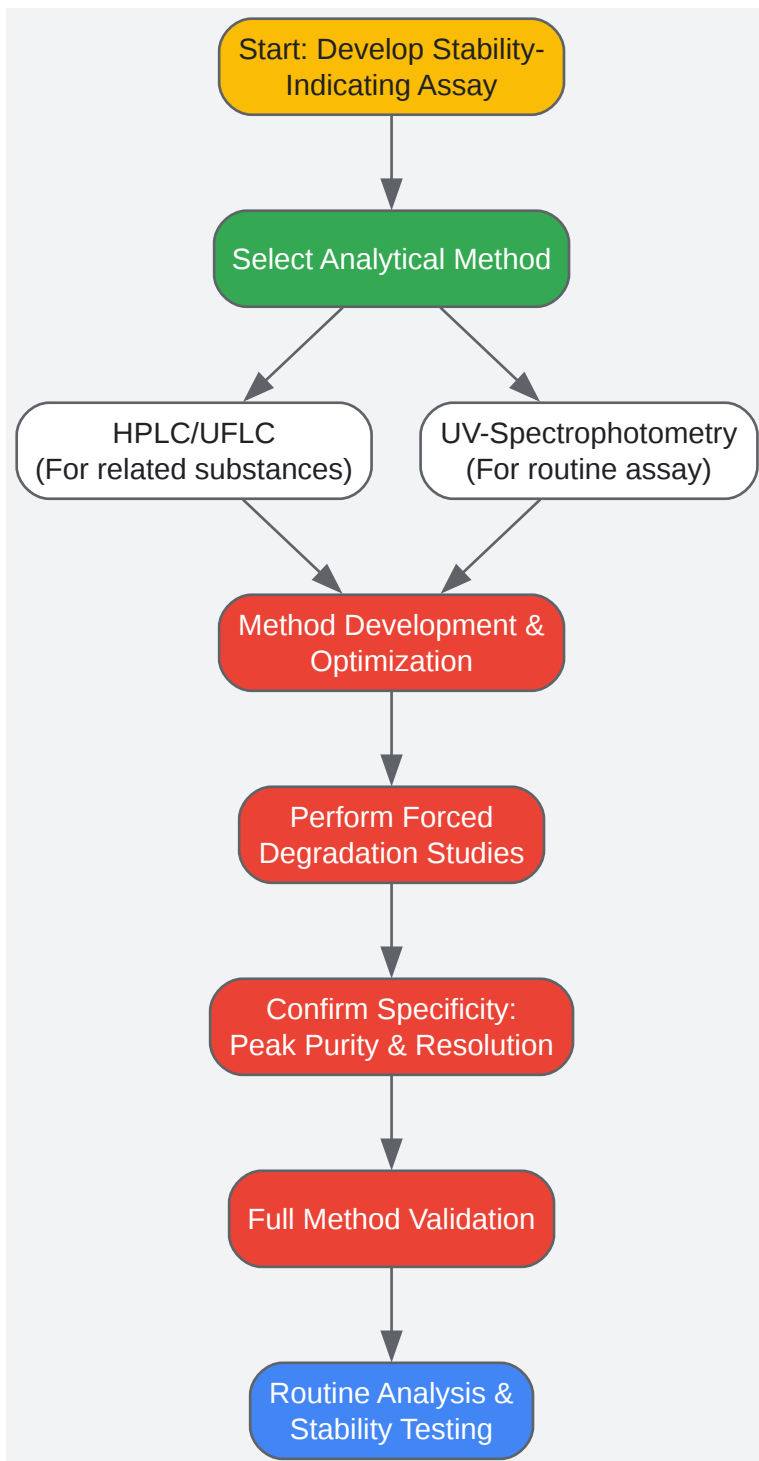 Start: Develop Stability-
Indicating Assay
Select Analytical Method
HPLC/UFLC
(For related substances)
UV-Spectrophotometry
(For routine assay)
Method Development &
Optimization
Perform Forced
Degradation Studies
Confirm Specificity:
Peak Purity & Resolution
Full Method Validation
Routine Analysis &
Stability Testing